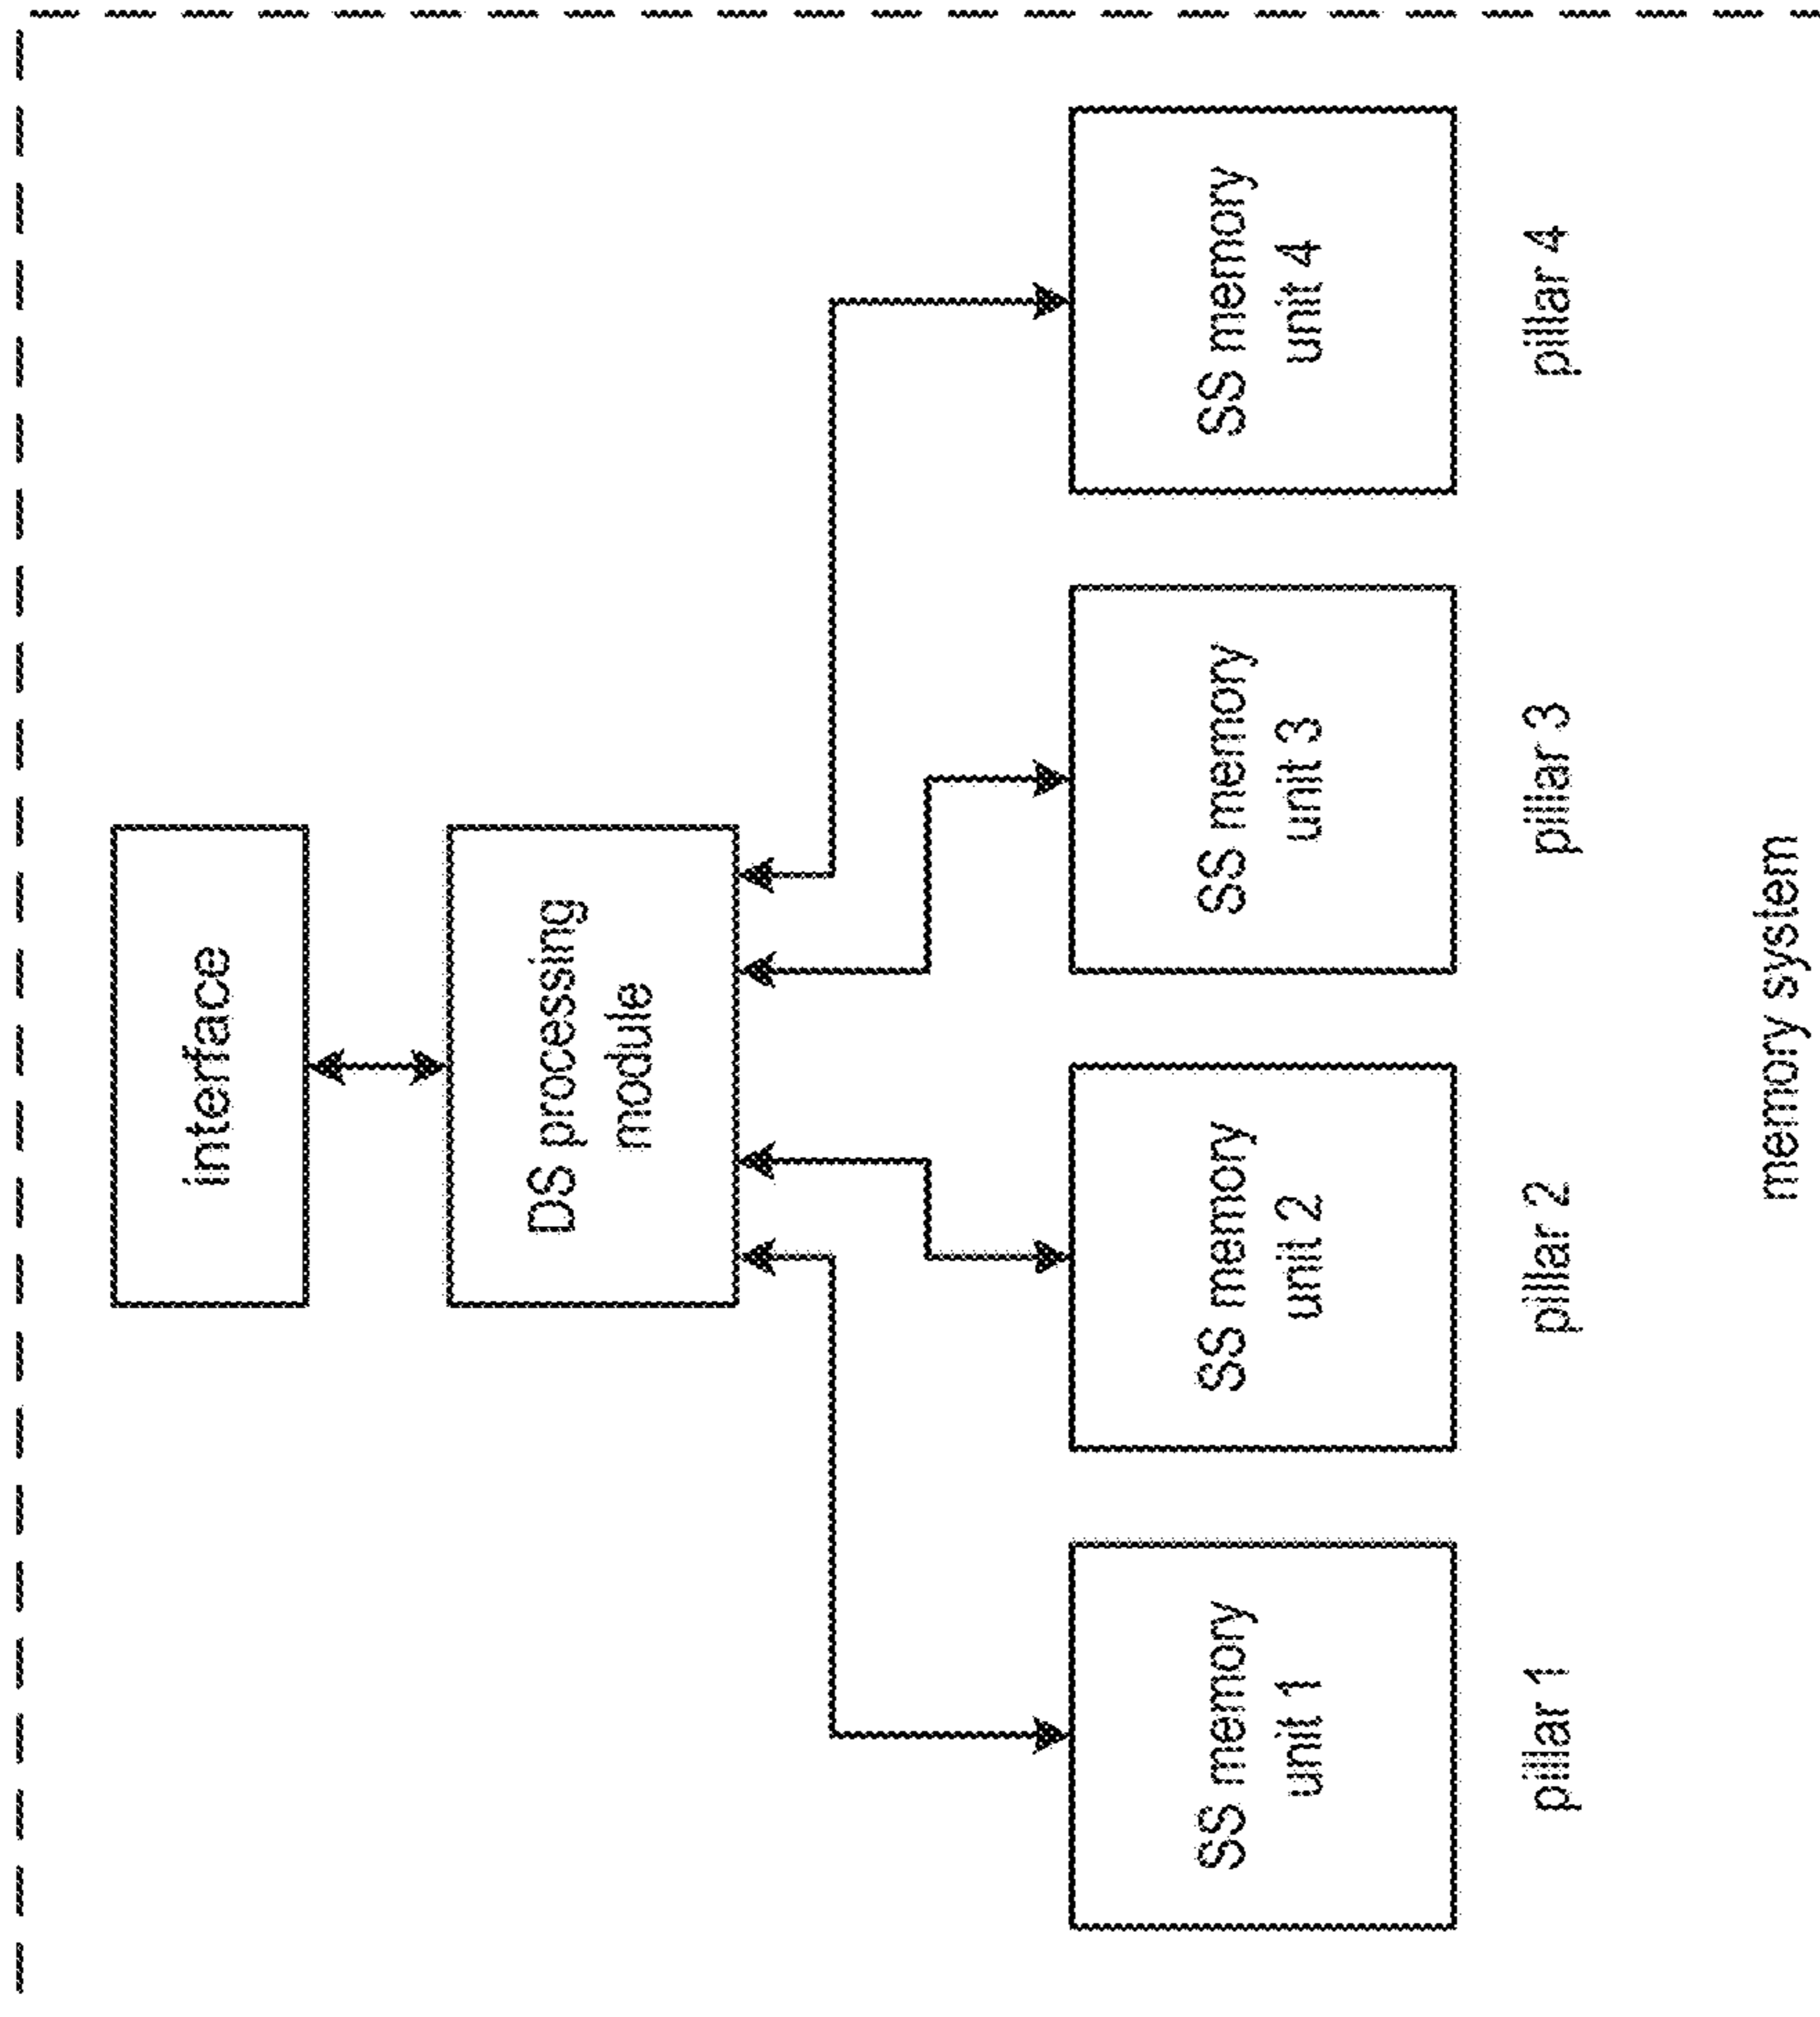 interface
DS processing
module
SS memory
unit 1
SS memory
unit 2
SS memory
unit 3
SS memory
unit 4
pillar 1
pillar 2
pillar 3
pillar 4
memory system